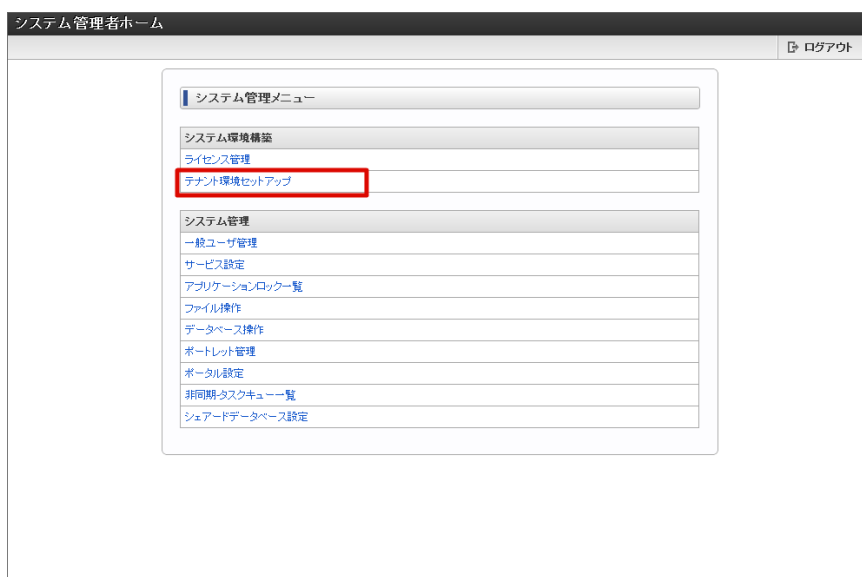 システム管理者ホーム
ログアウト
システム管理メニュー
システム環境構築
ライセンス管理
テナント環境セットアップ
システム管理
一般ユーザ管理
サービス設定
アプリケーションロック一覧
ファイル操作
データベース操作
ポートレット管理
ポータル設定
非同期タスクキュー一覧
シェアードデータベース設定